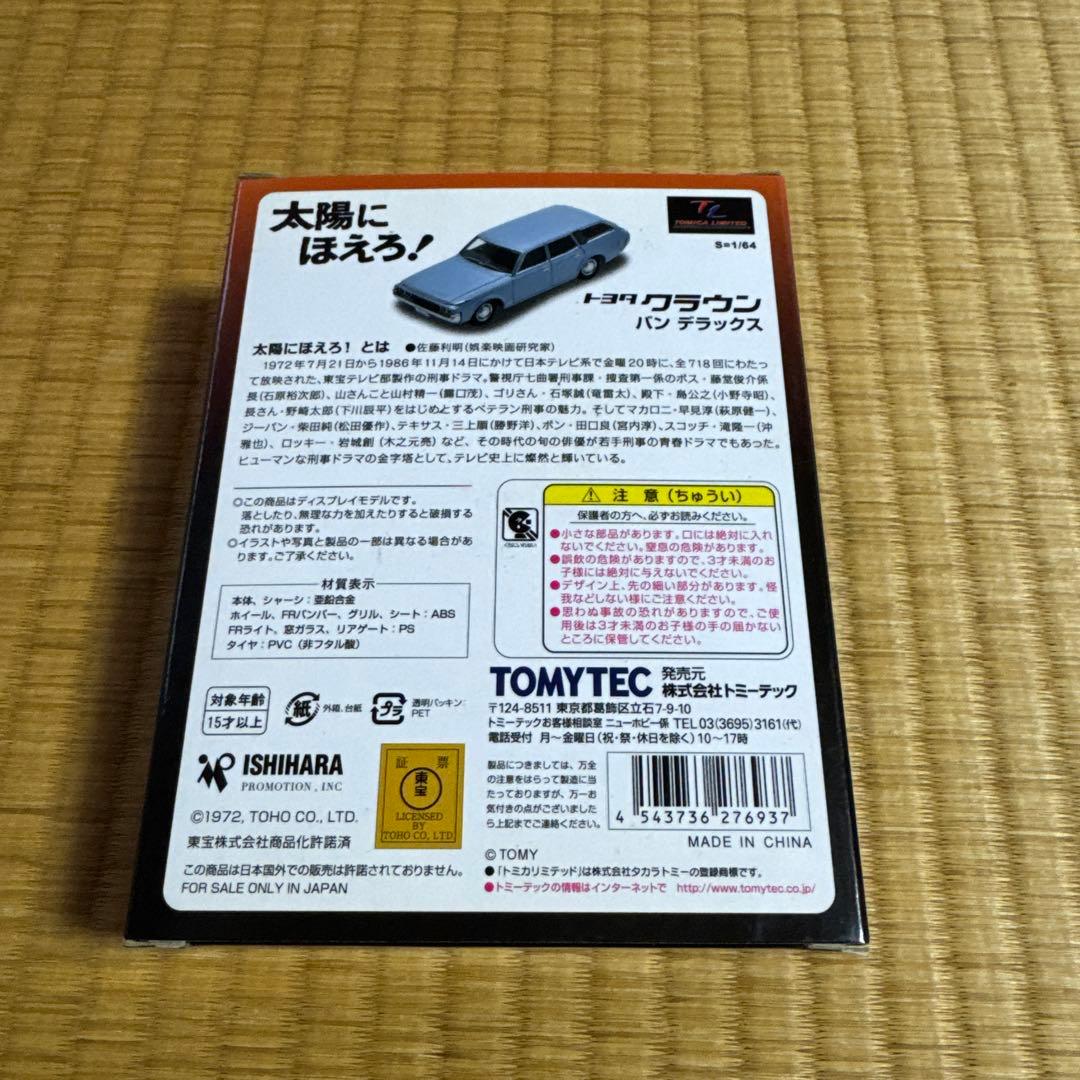 太陽に
ほえろ!
TL
TOMICA LIMITED
S=1/64
トヨタ クラウン
バン デラックス
太陽にほえろ! とは ●佐藤利明(娯楽映画研究家)
1972年7月21日から1986年11月14日にかけて日本テレビ系で金曜20時に、全718回にわたっ
て放映された、東宝テレビ部製作の刑事ドラマ。警視庁七曲署刑事課・捜査第一係のボス・藤堂俊介係
長(石原裕次郎)、山さんこと山村精一(露口茂)、ゴリさん・石塚誠(竜雷太)、殿下・島公之(小野寺昭)、
長さん・野崎太郎(下川辰平)をはじめとするベテラン刑事の魅力。そしてマカロニ・早見淳(萩原健一)、
ジーパン・柴田純(松田優作)、テキサス・三上順(勝野洋)、ボン・田口良(宮内淳)、スコッチ・滝隆一(沖
雅也)、ロッキー・岩城創(木之元亮)など、その時代の旬の俳優が若手刑事の青春ドラマでもあった。
ヒューマンな刑事ドラマの金字塔として、テレビ史上に燦然と輝いている。
◎この商品はディスプレイモデルです。
落としたり、無理な力を加えたりすると破損する
恐れがあります。
◎イラストや写真と製品の一部は異なる場合があ
ります。ご了承ください。
材質表示
本体、シャーシ:亜鉛合金
ホイール、FRバンパー、グリル、シート:ABS
FRライト、窓ガラス、リアゲート:PS
タイヤ:PVC(非フタル酸)
⚠ 注意(ちゅうい)
保護者の方へ、必ずお読みください。
●小さな部品があります。口には絶対に入れ
ないでください。窒息の危険があります。
●誤飲の危険がありますので、3才未満のお
子様には絶対に与えないでください。
●デザイン上、先の細い部分があります。怪
我などしない様にご注意ください。
●思わぬ事故の恐れがありますので、ご使
用後は3才未満のお子様の手の届かない
ところに保管してください。
対象年齢
15才以上
紙
外箱、台紙
プラ
透明パッキン:
PET
TOMYTEC 発売元
株式会社トミーテック
〒124-8511 東京都葛飾区立石7-9-10
トミーテックお客様相談室 ニューホビー係 TEL 03(3695)3161(代)
電話受付 月〜金曜日(祝・祭・休日を除く)10〜17時
ISHIHARA
PROMOTION , INC
証票
東宝
LICENSED
BY
TOHO CO., LTD.
©1972, TOHO CO., LTD.
東宝株式会社商品化許諾済
製品につきましては、万全
の注意をはらって製造に当
たっておりますが、万一お
気付きの点がございました
ら上記までご連絡ください。
4 543736 276937
MADE IN CHINA
この商品は日本国外での販売は許諾されておりません。
FOR SALE ONLY IN JAPAN
© TOMY
●「トミカリミテッド」は株式会社タカラトミーの登録商標です。
●トミーテックの情報はインターネットで http://www.tomytec.co.jp/